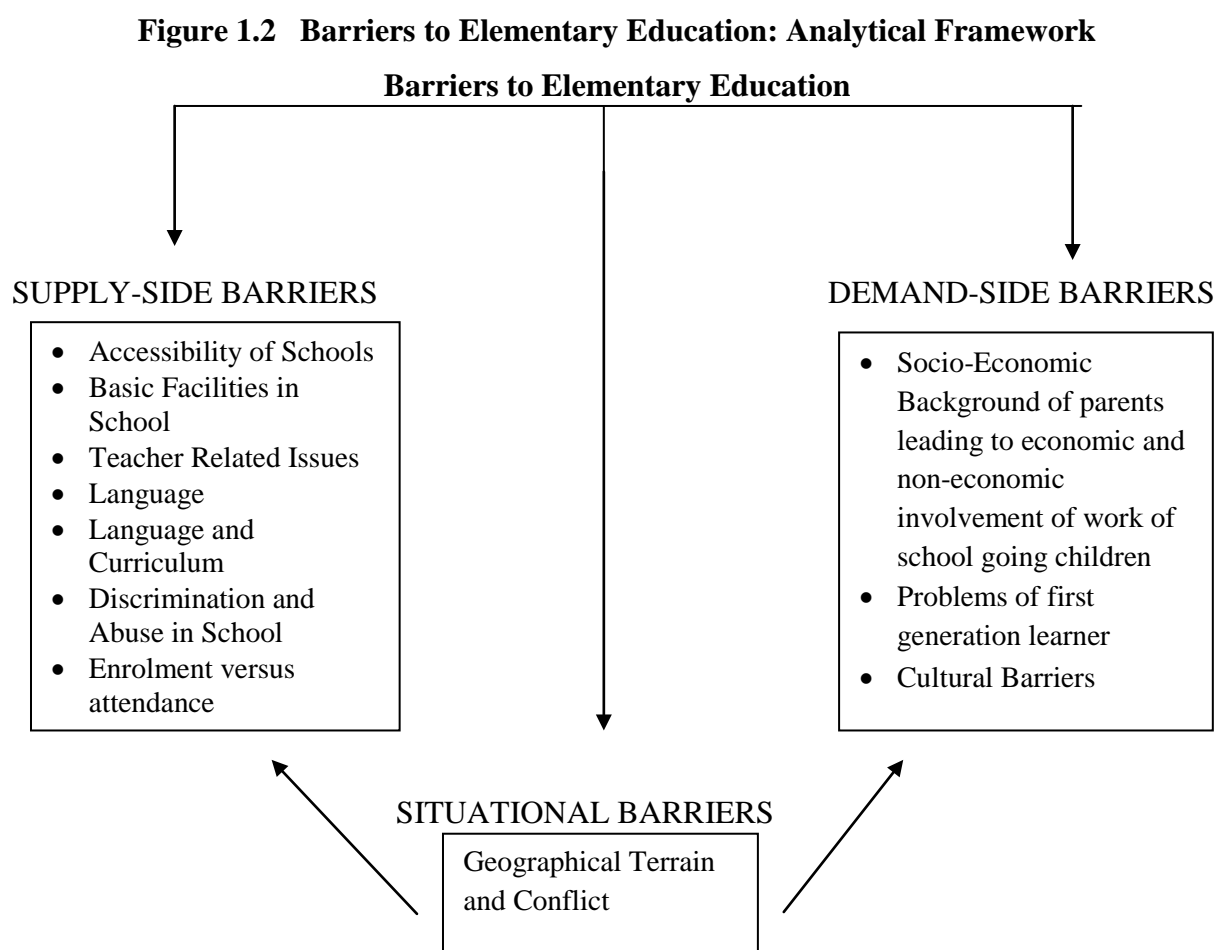 Figure 1.2 Barriers to Elementary Education: Analytical Framework
Barriers to Elementary Education
SUPPLY-SIDE BARRIERS
• Accessibility of Schools
• Basic Facilities in
School
• Teacher Related Issues
• Language
• Language and
Curriculum
• Discrimination and
Abuse in School
• Enrolment versus
attendance
DEMAND-SIDE BARRIERS
• Socio-Economic
Background of parents
leading to economic and
non-economic
involvement of work of
school going children
• Problems of first
generation learner
• Cultural Barriers
SITUATIONAL BARRIERS
Geographical Terrain
and Conflict